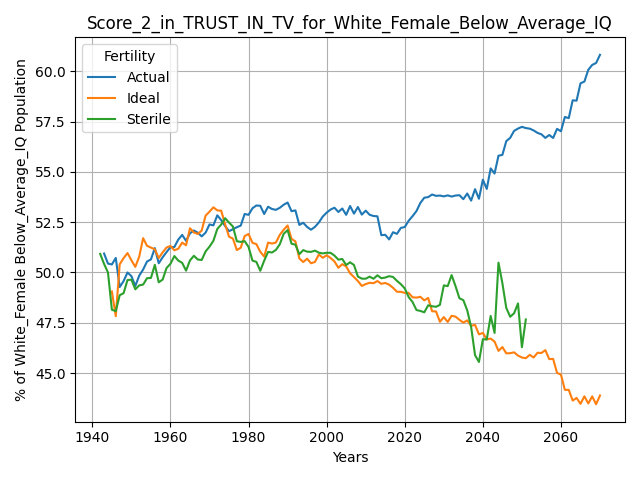 Score_2_in_TRUST_IN_TV_for_White_Female_Below_Average_IQ
Fertility
Actual
Ideal
Sterile
% of White_Female Below_Average_IQ Population
60.0
57.5
55.0
52.5
50.0
47.5
45.0
1940
1960
1980
2000
2020
2040
2060
Years